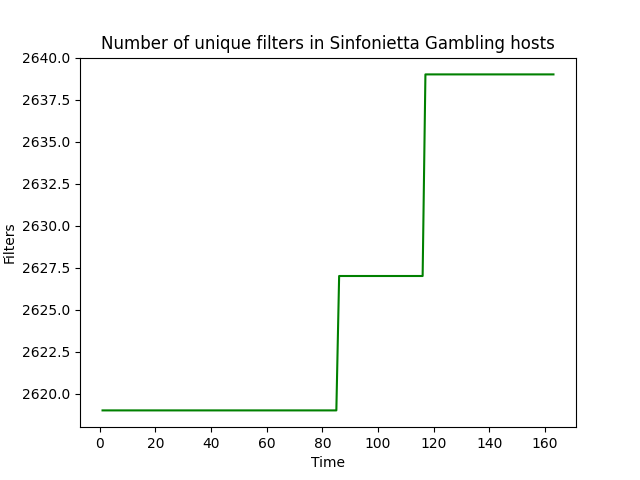 Number of unique filters in Sinfonietta Gambling hosts
2640.0
2637.5
2635.0
2632.5
2630.0
2627.5
2625.0
2622.5
2620.0
Filters
0 20 40 60 80 100 120 140 160
Time